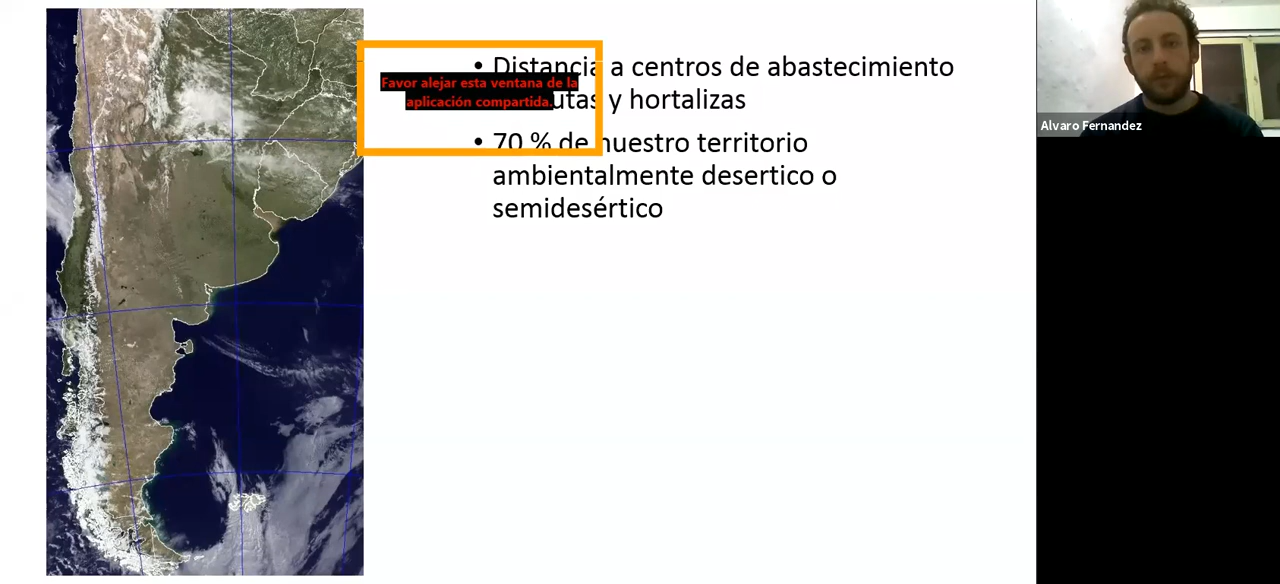 • Distancia a centros de abastecimiento
utas y hortalizas
• 70 % de nuestro territorio
ambientalmente desertico o
semidesértico
Favor alejar esta ventana de la
aplicación compartida.
Alvaro Fernandez